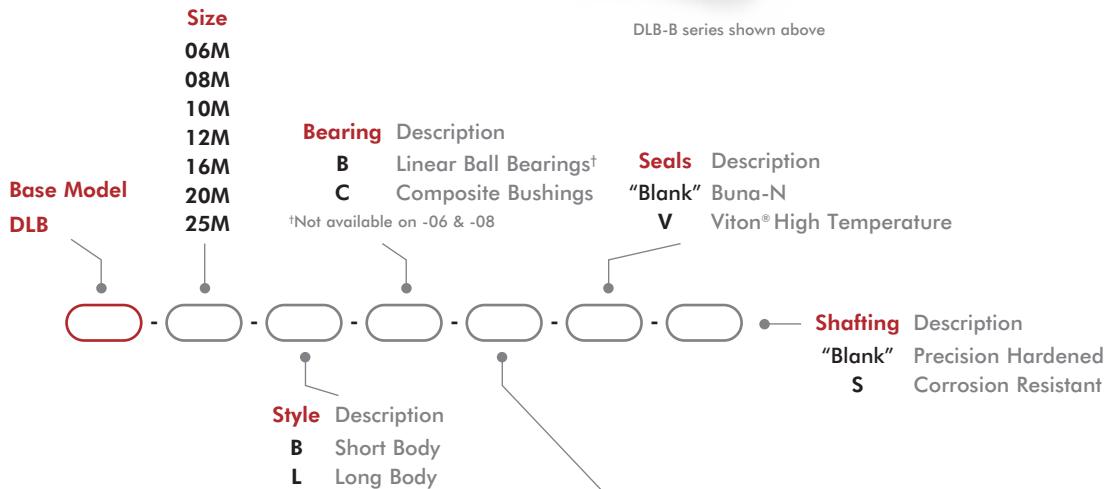 DLB-B series shown above
Size
06M
08M
10M
12M
16M
20M
25M
Base Model
DLB
Bearing Description
B Linear Ball Bearings†
C Composite Bushings
†Not available on -06 & -08
Seals Description
“Blank” Buna-N
V Viton® High Temperature
- - - - - -
Shafting Description
“Blank” Precision Hardened
S Corrosion Resistant
Style Description
B Short Body
L Long Body